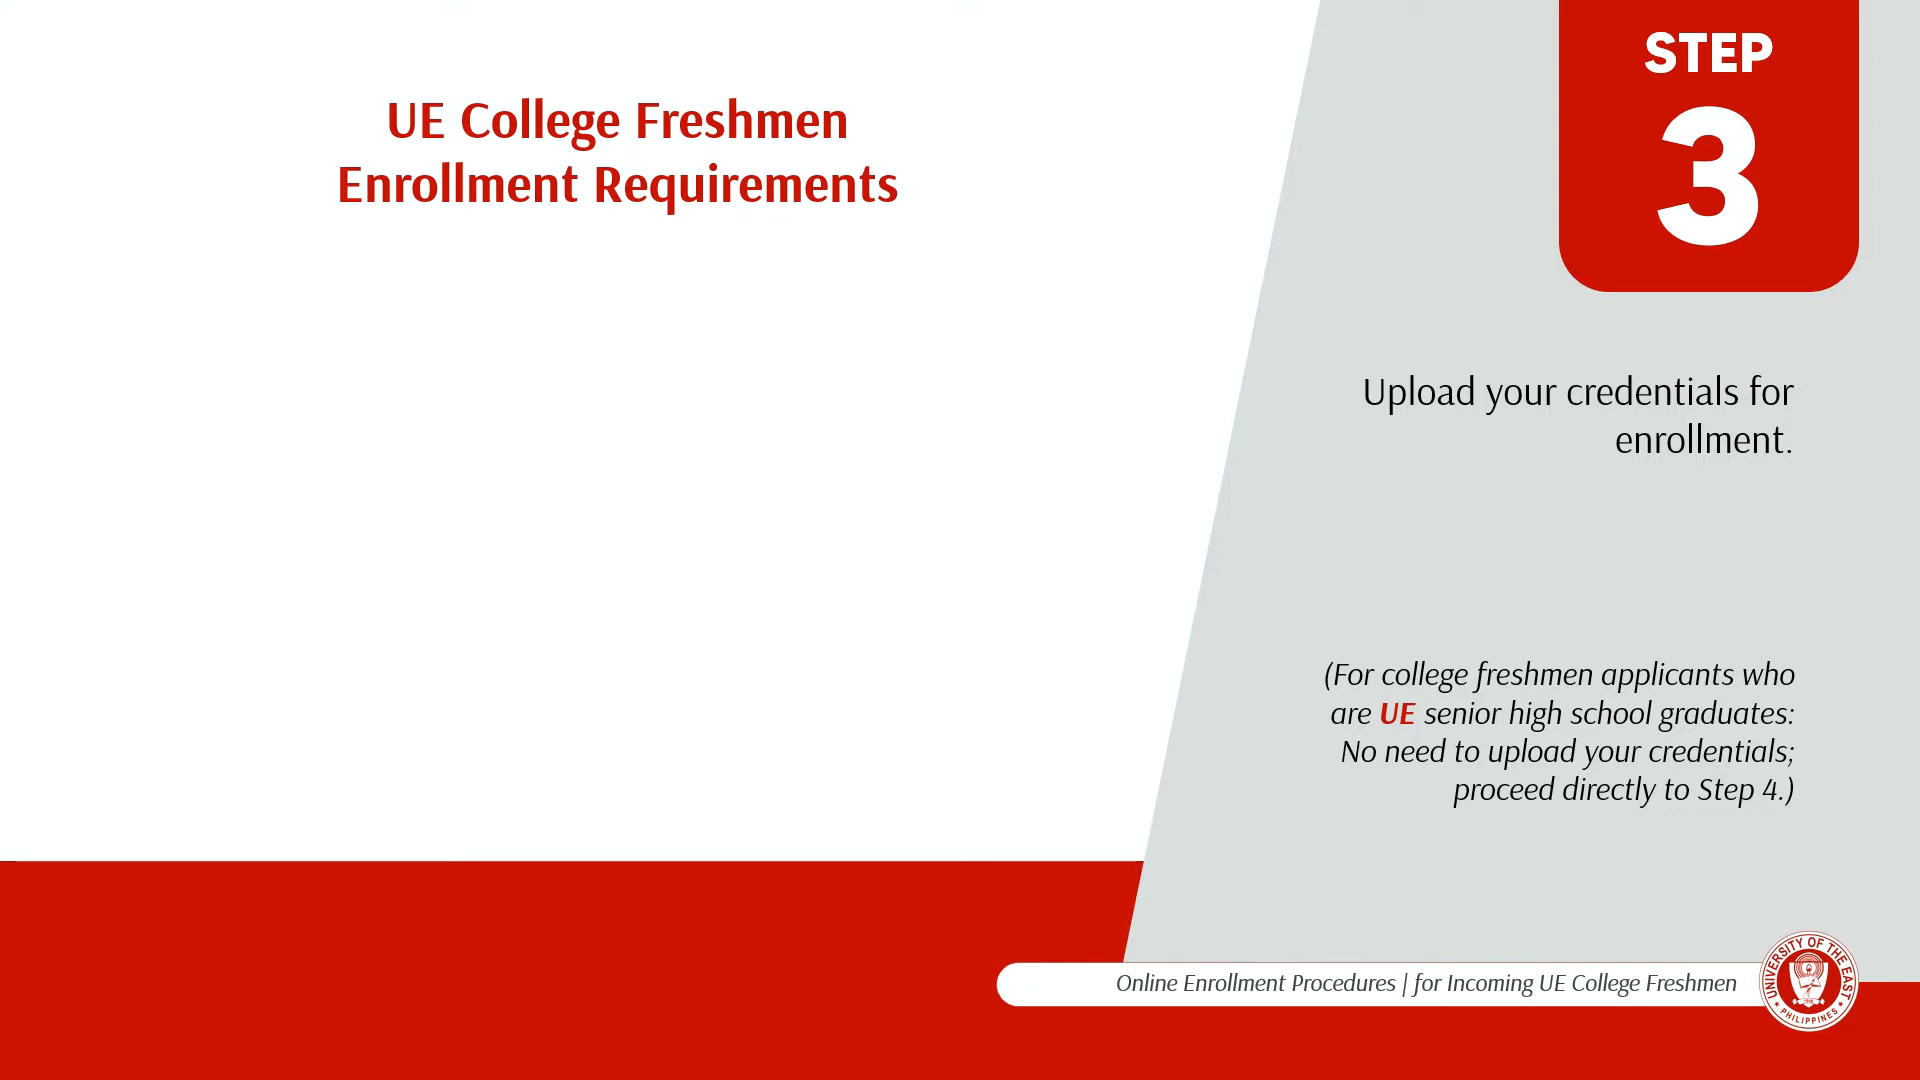 UE College Freshmen
Enrollment Requirements
STEP
3
Upload your credentials for
enrollment.
(For college freshmen applicants who
are UE senior high school graduates:
No need to upload your credentials;
proceed directly to Step 4.)
Online Enrollment Procedures | for Incoming UE College Freshmen
UNIVERSITY OF THE EAST
PHILIPPINES